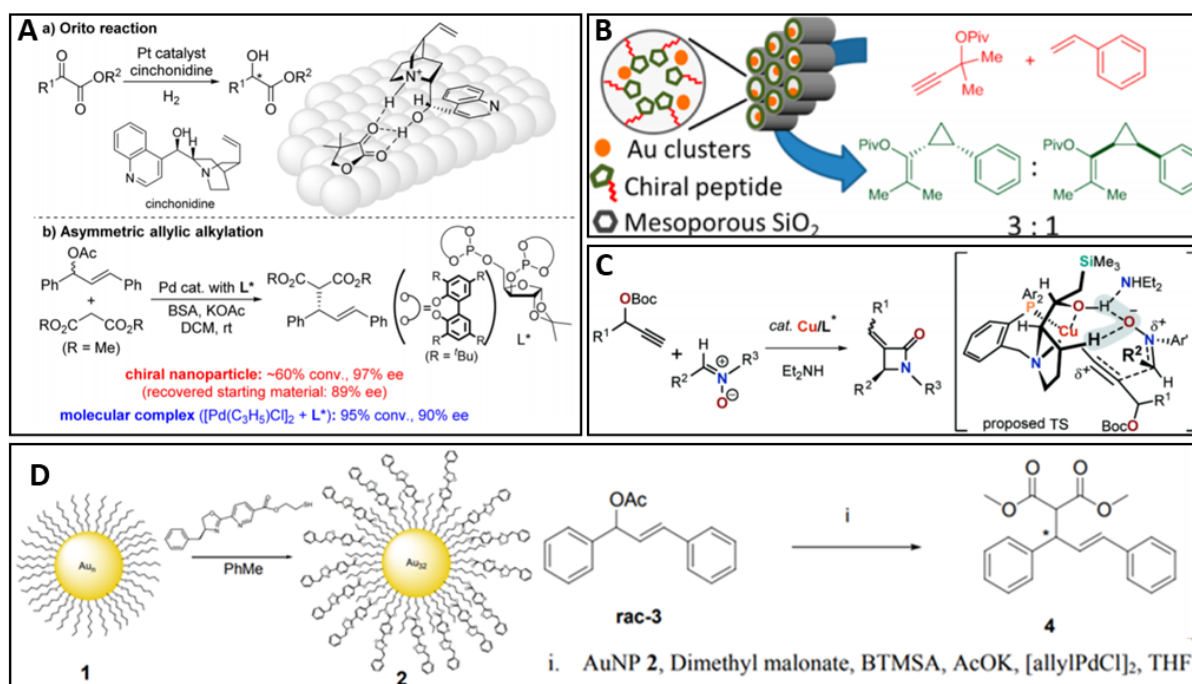 A
a) Orito reaction
O
R¹
OR²
O
Pt catalyst
cinchonidine
H₂
OH
R¹
*
OR²
O
OH
H
N
N
cinchonidine
N⁺
H
H
O
H
N
O
O
O
b) Asymmetric allylic alkylation
OAc
Ph
Ph
+
RO₂C
CO₂R
(R = Me)
Pd cat. with L*
BSA, KOAc
DCM, rt
RO₂C
CO₂R
Ph
Ph
R
R
O
O
R
R
(R = ᵗBu)
O
P
O
O
O
P
O
O
O
L*
chiral nanoparticle: ~60% conv., 97% ee
(recovered starting material: 89% ee)
molecular complex ([Pd(C₃H₅)Cl]₂ + L*): 95% conv., 90% ee
B
Au clusters
Chiral peptide
Mesoporous SiO₂
OPiv
Me
Me
+
PivO
Me
Me
:
PivO
Me
Me
3 : 1
C
OBoc
R¹
+
H
R²
N⁺
R³
O⁻
cat. Cu/L*
Et₂NH
R¹
O
N
R²
R³
SiMe₃
NHEt₂
Ar₂
P
H
O
H
O⁻
H
Cu
H
N
δ⁺
N
Ar'
R²
H
δ⁺
R¹
BocO
proposed TS
D
Auₙ
1
O
N
N
O
O
SH
PhMe
Au₃₂
2
OAc
rac-3
i
O
O
O
O
*
4
i. AuNP 2, Dimethyl malonate, BTMSA, AcOK, [allylPdCl]₂, THF